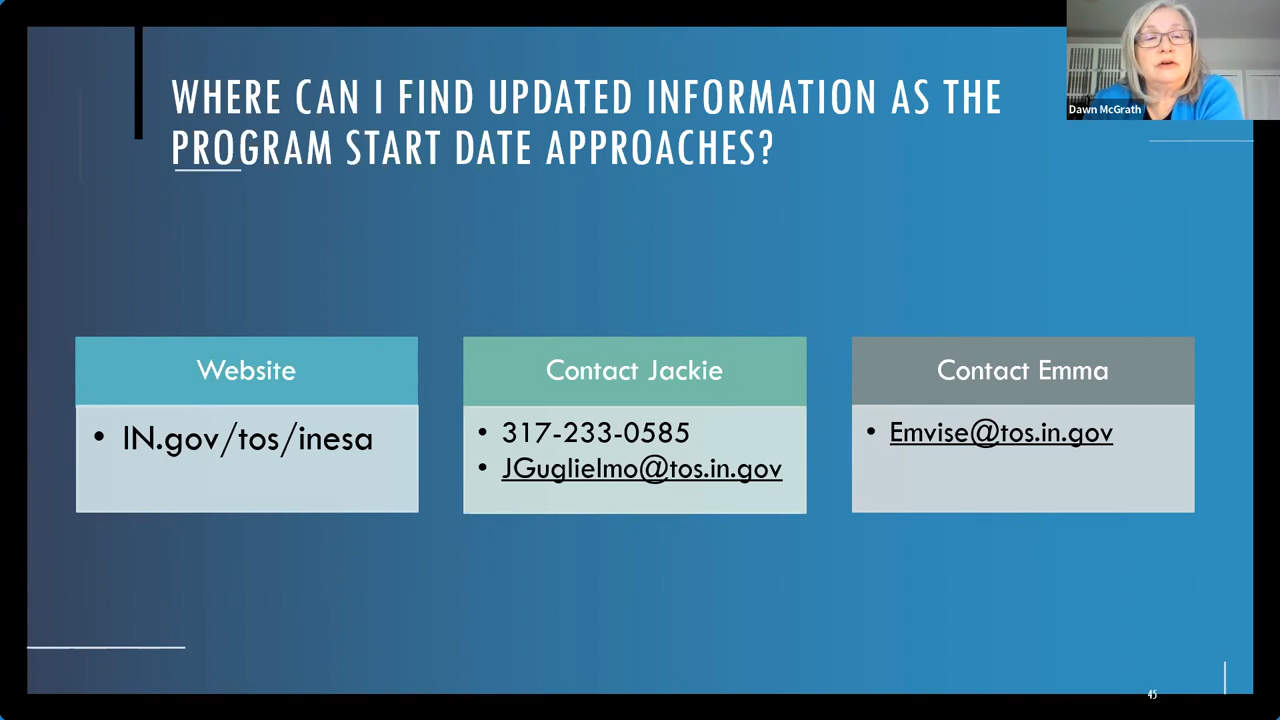 WHERE CAN I FIND UPDATED INFORMATION AS THE
PROGRAM START DATE APPROACHES?
Dawn McGrath
Website
• IN.gov/tos/inesa
Contact Jackie
• 317-233-0585
• JGuglielmo@tos.in.gov
Contact Emma
• Emvise@tos.in.gov
45